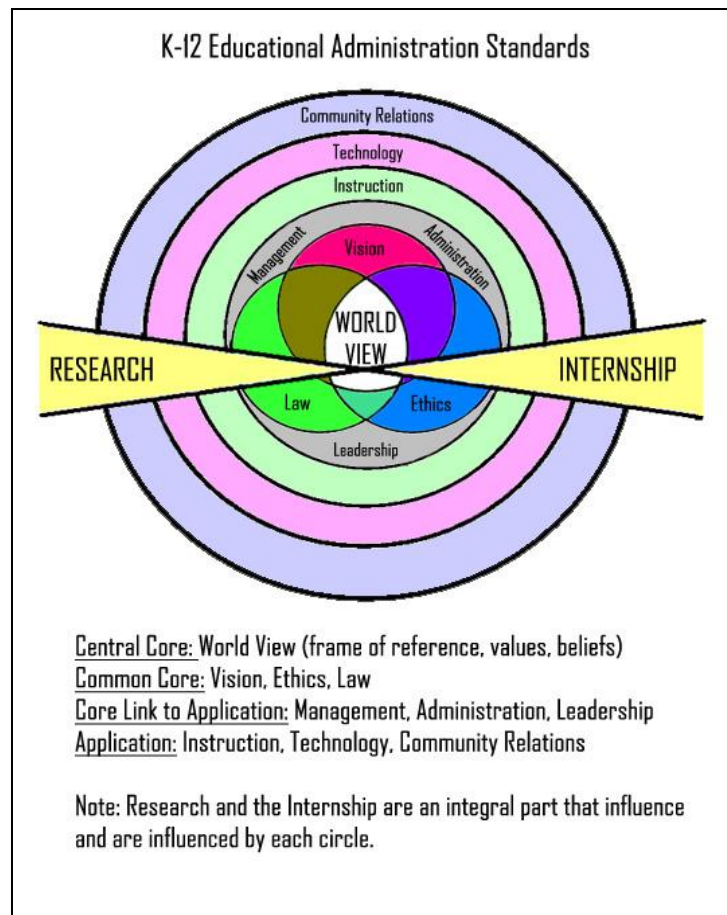 K-12 Educational Administration Standards
Community Relations
Technology
Instruction
Management
Administration
Vision
WORLD
VIEW
RESEARCH
INTERNSHIP
Law
Ethics
Leadership
Central Core: World View (frame of reference, values, beliefs)
Common Core: Vision, Ethics, Law
Core Link to Application: Management, Administration, Leadership
Application: Instruction, Technology, Community Relations
Note: Research and the Internship are an integral part that influence
and are influenced by each circle.